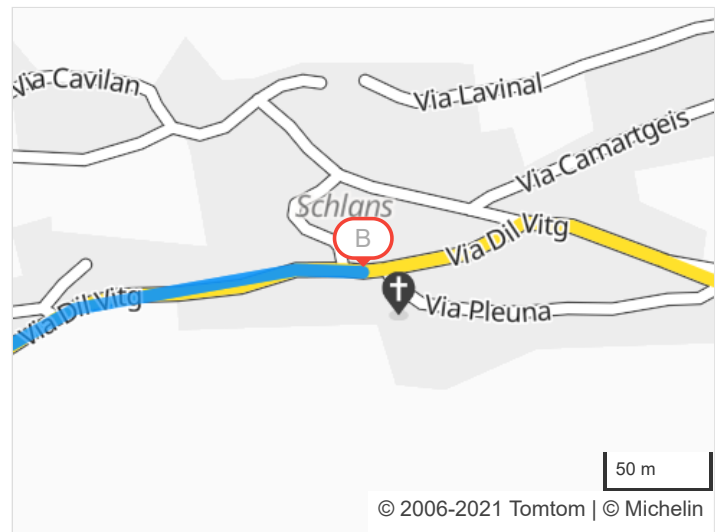 Via Cavilan
Via Lavinal
Via Camartgeis
Schlans
B
Via Dil Vitg
Via Dil Vitg
Via Pleuna
50 m
© 2006-2021 Tomtom | © Michelin